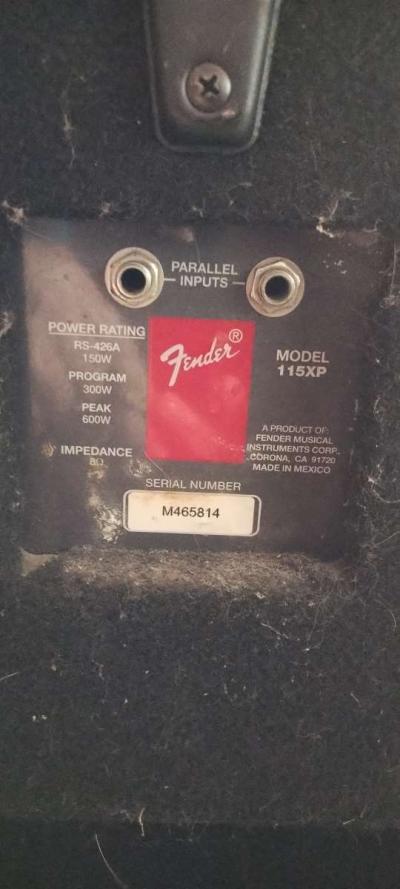 PARALLEL
INPUTS
POWER RATING
RS-426A
150W
PROGRAM
300W
PEAK
600W
IMPEDANCE
8Ω
Fender®
MODEL
115XP
A PRODUCT OF:
FENDER MUSICAL
INSTRUMENTS CORP.
CORONA, CA 91720
MADE IN MEXICO
SERIAL NUMBER
M465814